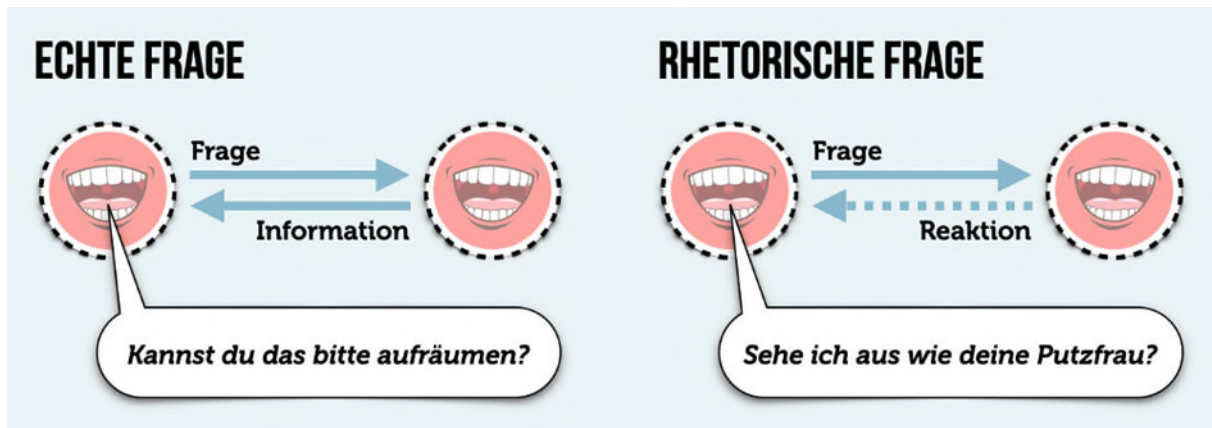 ECHTE FRAGE
Frage
Information
Kannst du das bitte aufräumen?
RHETORISCHE FRAGE
Frage
Reaktion
Sehe ich aus wie deine Putzfrau?